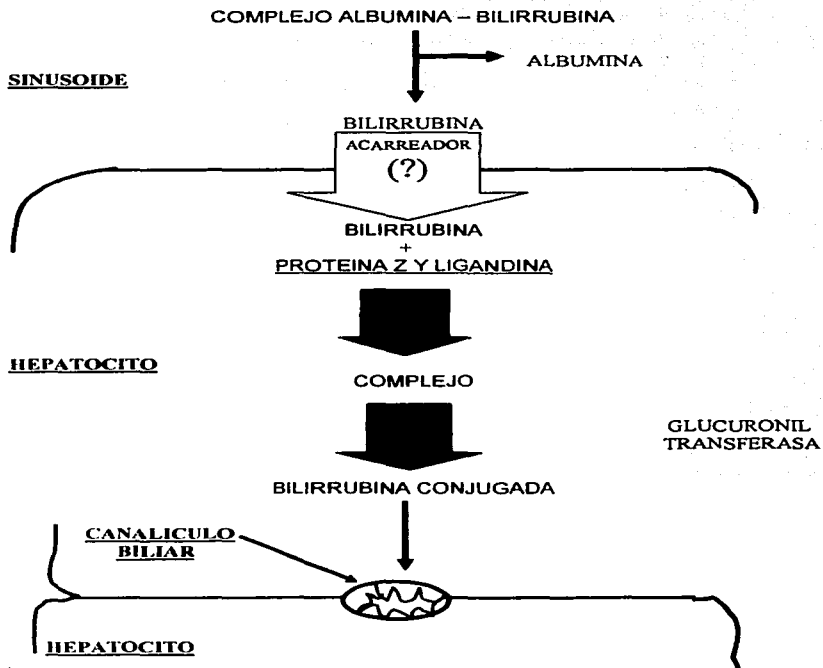 COMPLEJO ALBUMINA – BILIRRUBINA
ALBUMINA
SINUSOIDE
BILIRRUBINA
ACARREADOR
(?)
BILIRRUBINA
+
PROTEINA Z Y LIGANDINA
HEPATOCITO
COMPLEJO
GLUCURONIL
TRANSFERASA
BILIRRUBINA CONJUGADA
CANALICULO
BILIAR
HEPATOCITO